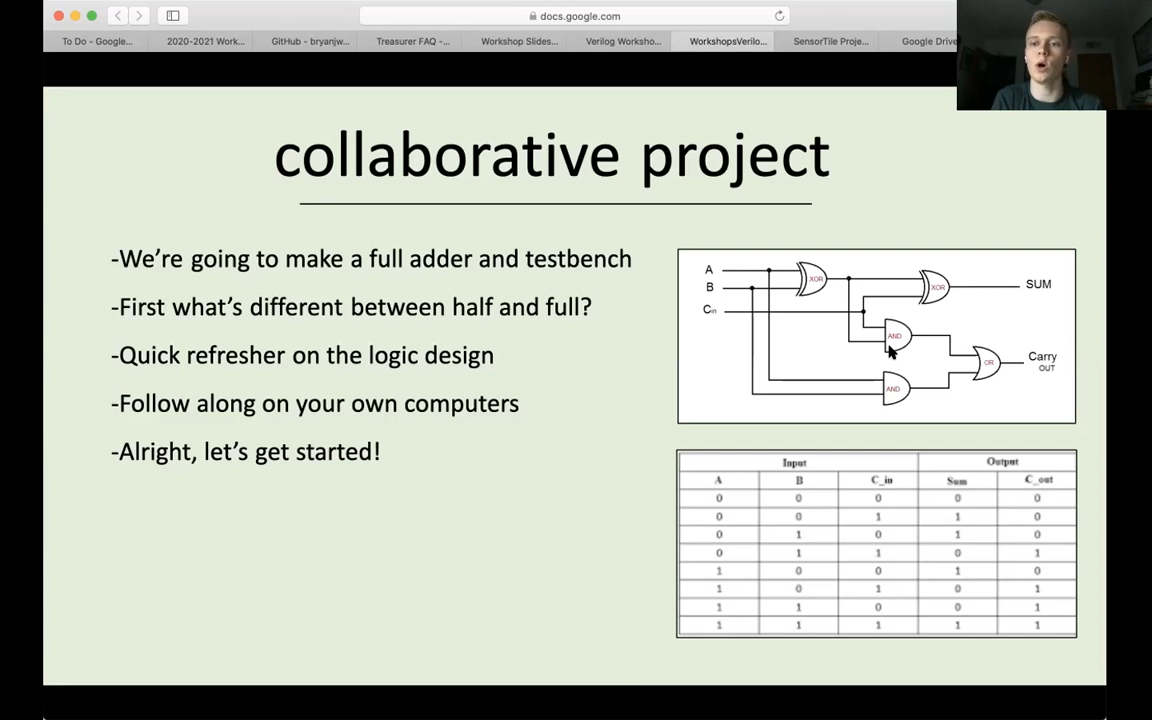 docs.google.com
To Do - Google...
2020-2021 Work...
GitHub - bryanjw...
Treasurer FAQ -...
Workshop Slides...
Verilog Worksho...
WorkshopsVerilo...
SensorTile Proje...
Google Drive
collaborative project
-We're going to make a full adder and testbench
-First what's different between half and full?
-Quick refresher on the logic design
-Follow along on your own computers
-Alright, let's get started!
A
B
Cin
XOR
XOR
SUM
AND
AND
OR
Carry
OUT
Input Output
A B C_in Sum C_out
0 0 0 0 0
0 0 1 1 0
0 1 0 1 0
0 1 1 0 1
1 0 0 1 0
1 0 1 0 1
1 1 0 0 1
1 1 1 1 1